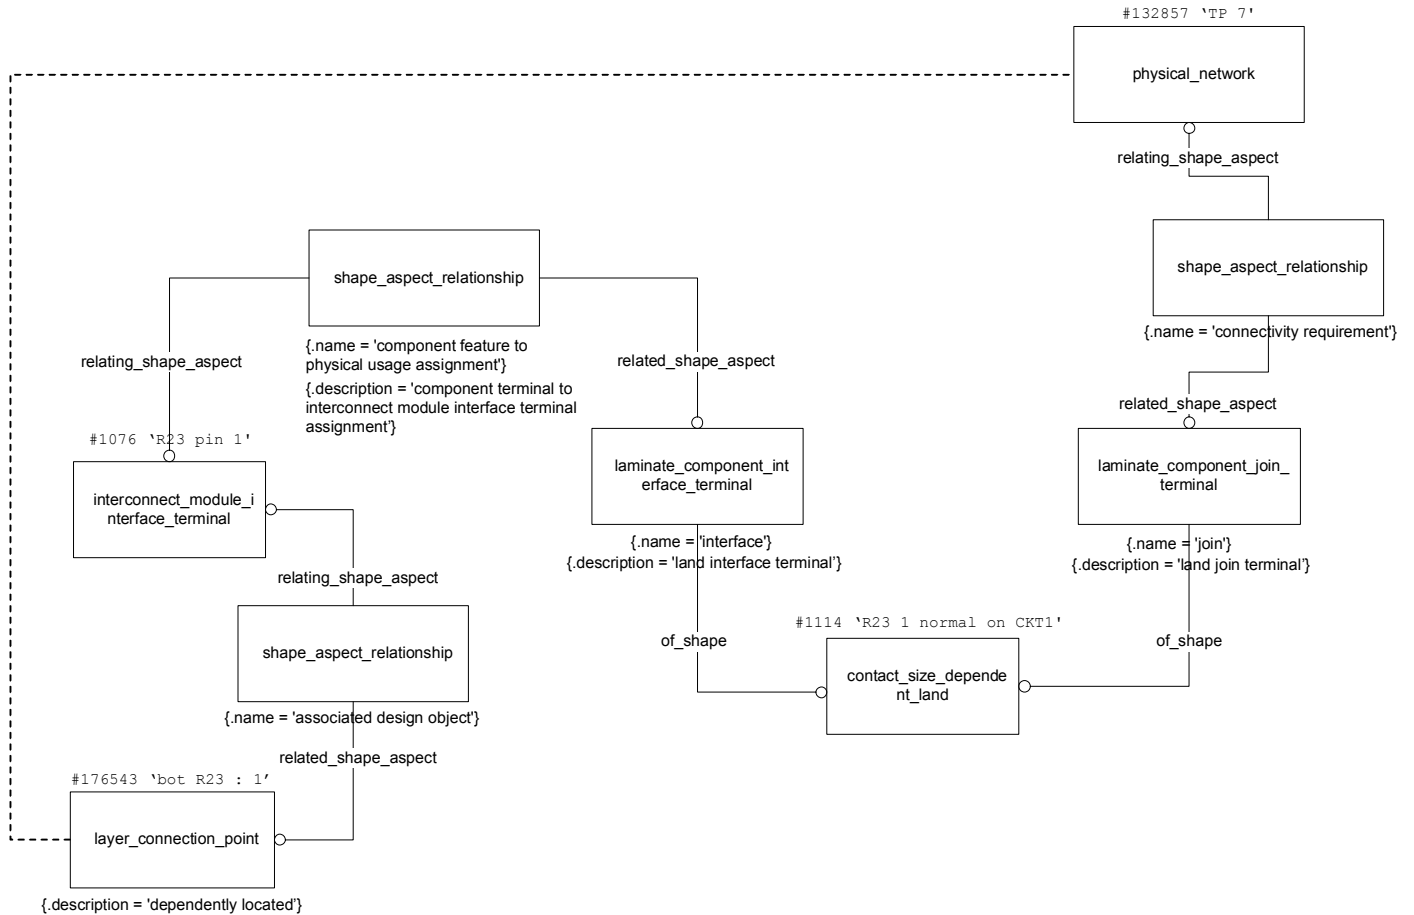 #132857 ‘TP 7'
physical_network
relating_shape_aspect
shape_aspect_relationship
{.name = 'connectivity requirement'}
related_shape_aspect
shape_aspect_relationship
{.name = 'component feature to
physical usage assignment'}
{.description = 'component terminal to
interconnect module interface terminal
assignment’}
relating_shape_aspect
related_shape_aspect
#1076 ‘R23 pin 1'
interconnect_module_i
nterface_terminal
laminate_component_int
erface_terminal
{.name = 'interface'}
{.description = 'land interface terminal’}
laminate_component_join_
terminal
{.name = 'join'}
{.description = 'land join terminal’}
relating_shape_aspect
shape_aspect_relationship
{.name = 'associated design object'}
related_shape_aspect
of_shape
of_shape
#1114 ‘R23 1 normal on CKT1'
contact_size_depende
nt_land
#176543 ‘bot R23 : 1’
layer_connection_point
{.description = 'dependently located’}